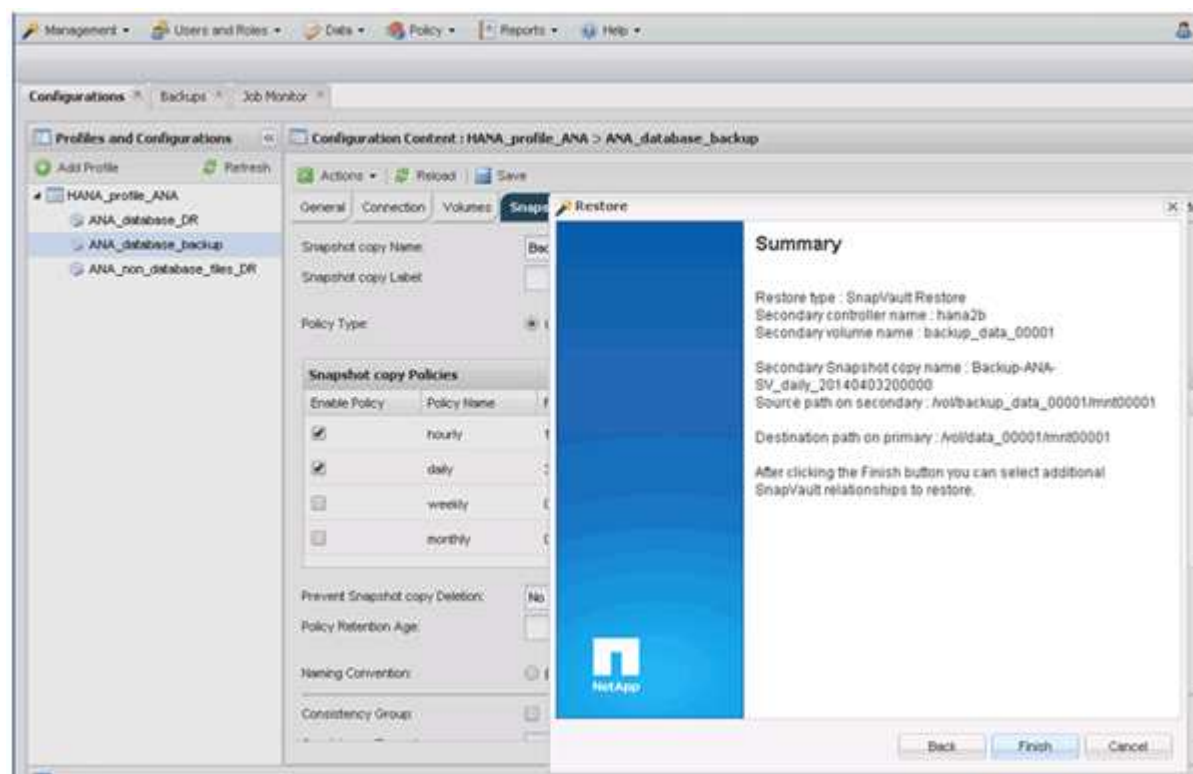 Management
Users and Roles
Data
Policy
Reports
Help
Configurations
Backups
Job Monitor
Profiles and Configurations
Add Profile
Refresh
HANA_profile_ANA
ANA_database_DR
ANA_database_backup
ANA_non_database_files_DR
Configuration Content : HANA_profile_ANA > ANA_database_backup
Actions
Reload
Save
General
Connection
Volumes
Snaps
Snapshot copy Name:
Bac
Snapshot copy Label:
Policy Type:
Snapshot copy Policies
Enable Policy
Policy Name
hourly
daily
weekly
monthly
Prevent Snapshot copy Deletion:
No
Policy Retention Age:
Naming Convention:
Consistency Group:
Restore
Summary
Restore type : SnapVault Restore
Secondary controller name : hana2b
Secondary volume name : backup_data_00001
Secondary Snapshot copy name : Backup-ANA-
SV_daily_20140403200000
Source path on secondary : /vol/backup_data_00001/mnt00001
Destination path on primary : /vol/data_00001/mnt00001
After clicking the Finish button you can select additional
SnapVault relationships to restore.
NetApp
Back
Finish
Cancel